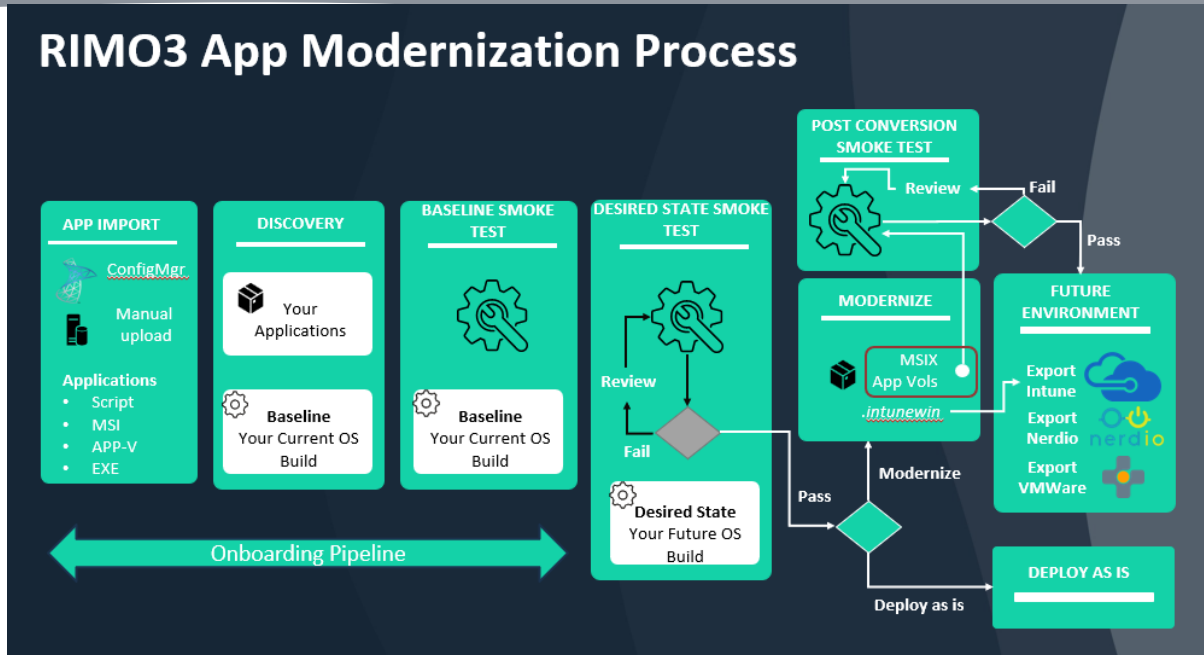 RIMO3 App Modernization Process
APP IMPORT
ConfigMgr
Manual
upload
Applications
• Script
• MSI
• APP-V
• EXE
DISCOVERY
Your
Applications
Baseline
Your Current OS
Build
BASELINE SMOKE
TEST
Baseline
Your Current OS
Build
Onboarding Pipeline
DESIRED STATE SMOKE
TEST
Review
Fail
Desired State
Your Future OS
Build
Pass
Modernize
Deploy as is
POST CONVERSION
SMOKE TEST
Review
Fail
Pass
MODERNIZE
MSIX
App Vols
.intunewin
FUTURE
ENVIRONMENT
Export
Intune
Export
Nerdio
nerdio
Export
VMWare
DEPLOY AS IS